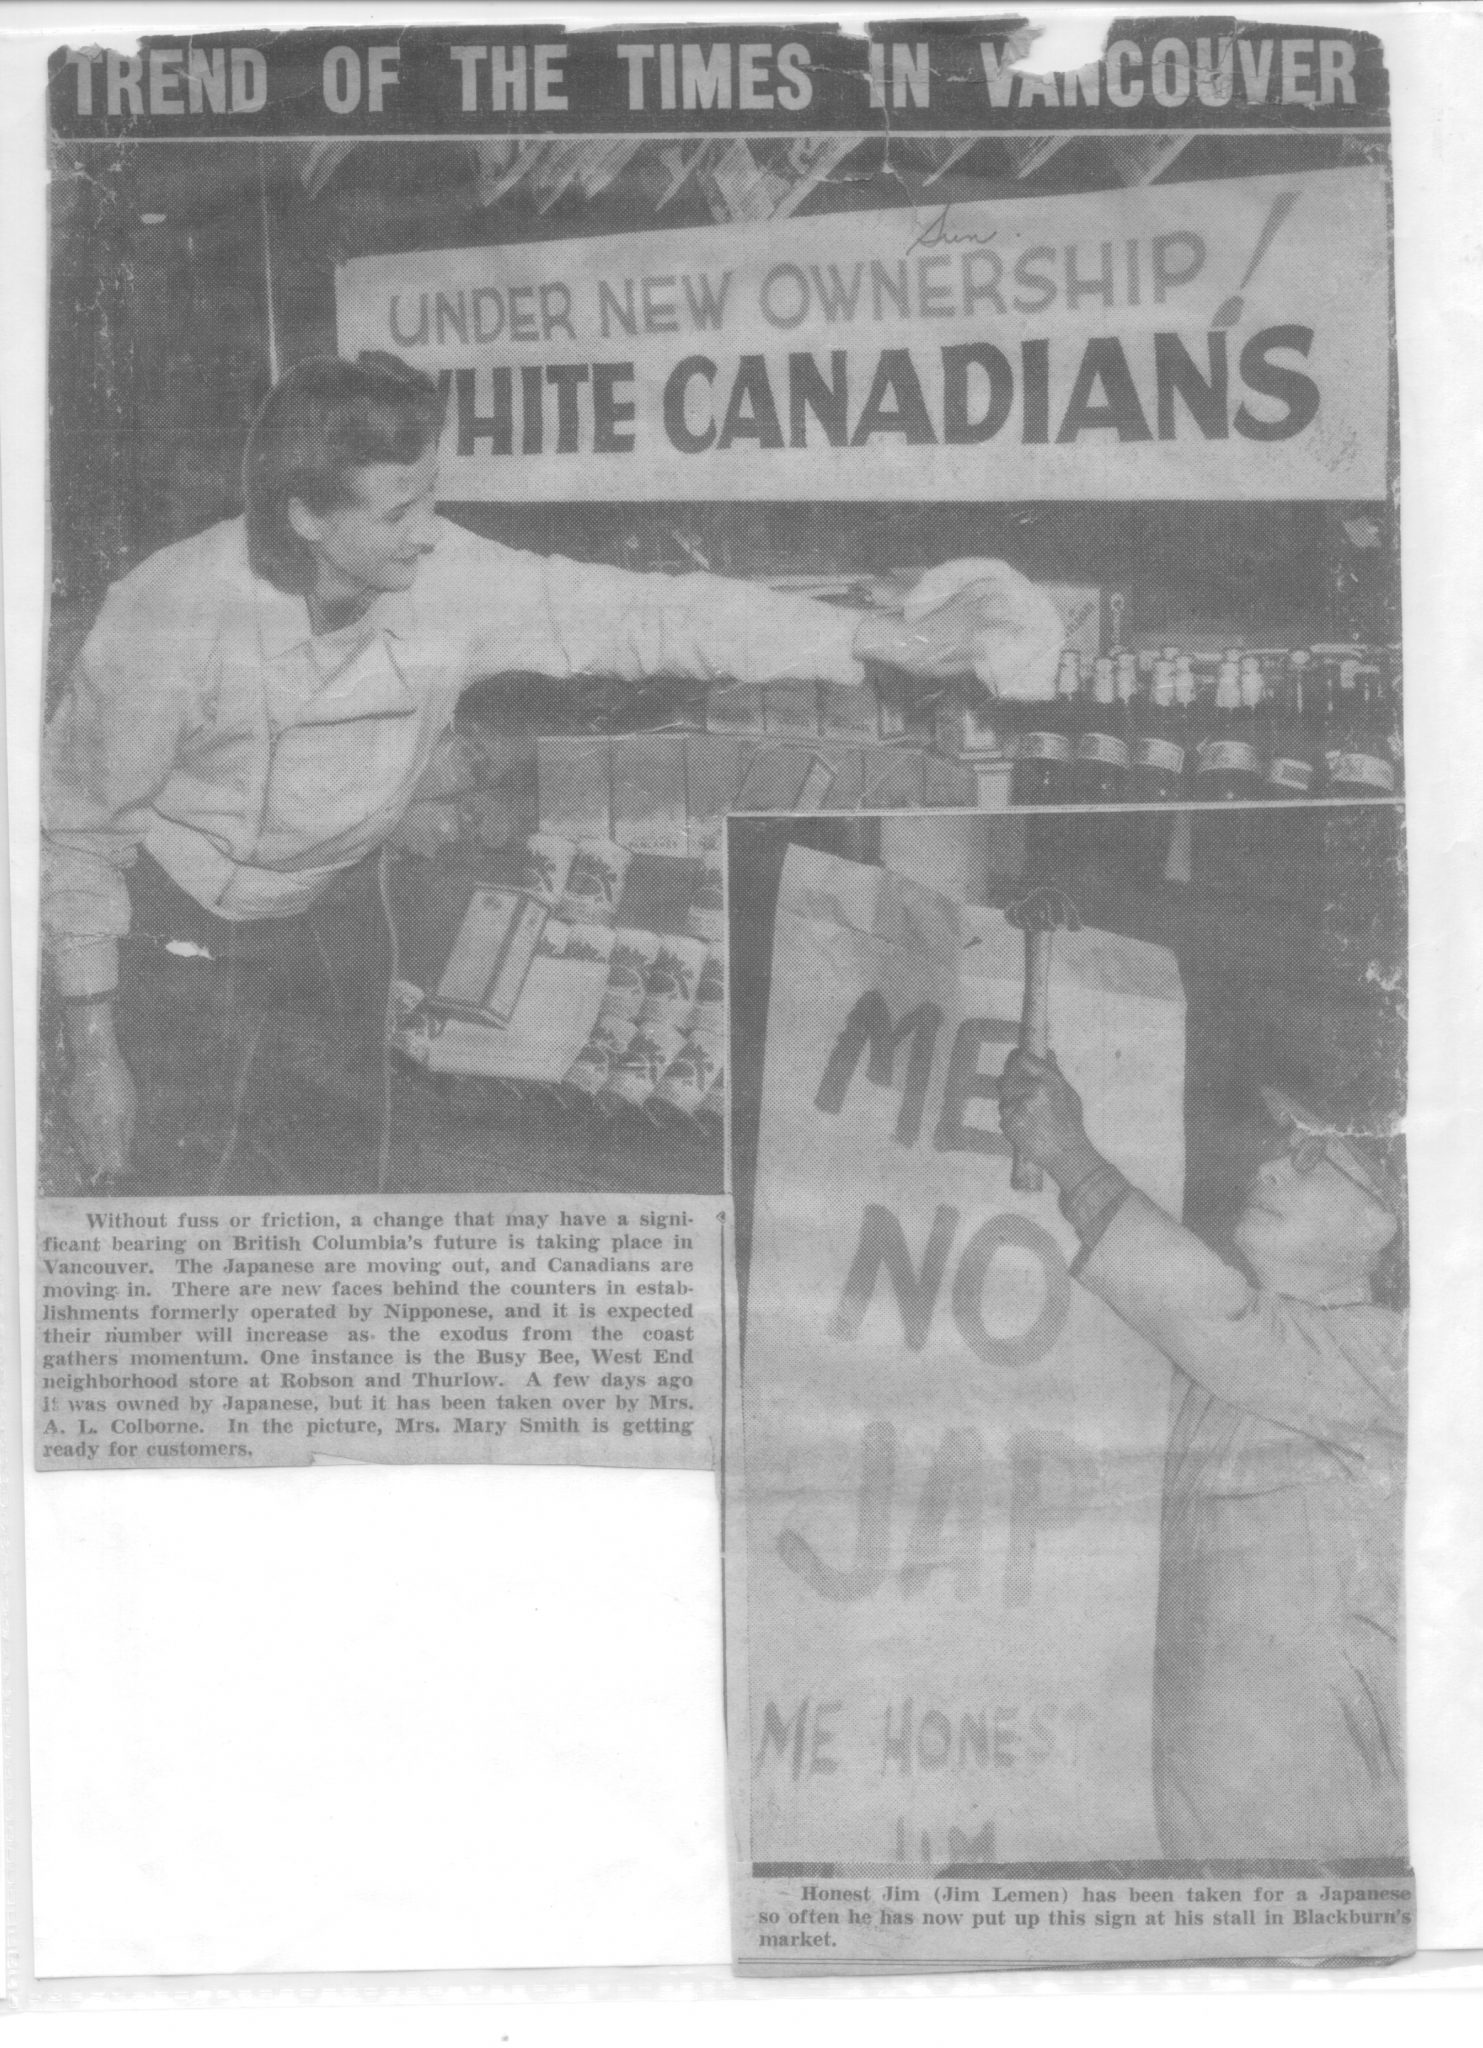 TREND OF THE TIMES IN VANCOUVER
Sun
UNDER NEW OWNERSHIP!
WHITE CANADIANS
ME
NO
JAP
ME HONEST
JIM
Without fuss or friction, a change that may have a signi-
ficant bearing on British Columbia's future is taking place in
Vancouver. The Japanese are moving out, and Canadians are
moving in. There are new faces behind the counters in estab-
lishments formerly operated by Nipponese, and it is expected
their number will increase as the exodus from the coast
gathers momentum. One instance is the Busy Bee, West End
neighborhood store at Robson and Thurlow. A few days ago
it was owned by Japanese, but it has been taken over by Mrs.
A. L. Colborne. In the picture, Mrs. Mary Smith is getting
ready for customers.
Honest Jim (Jim Lemen) has been taken for a Japanese
so often he has now put up this sign at his stall in Blackburn's
market.